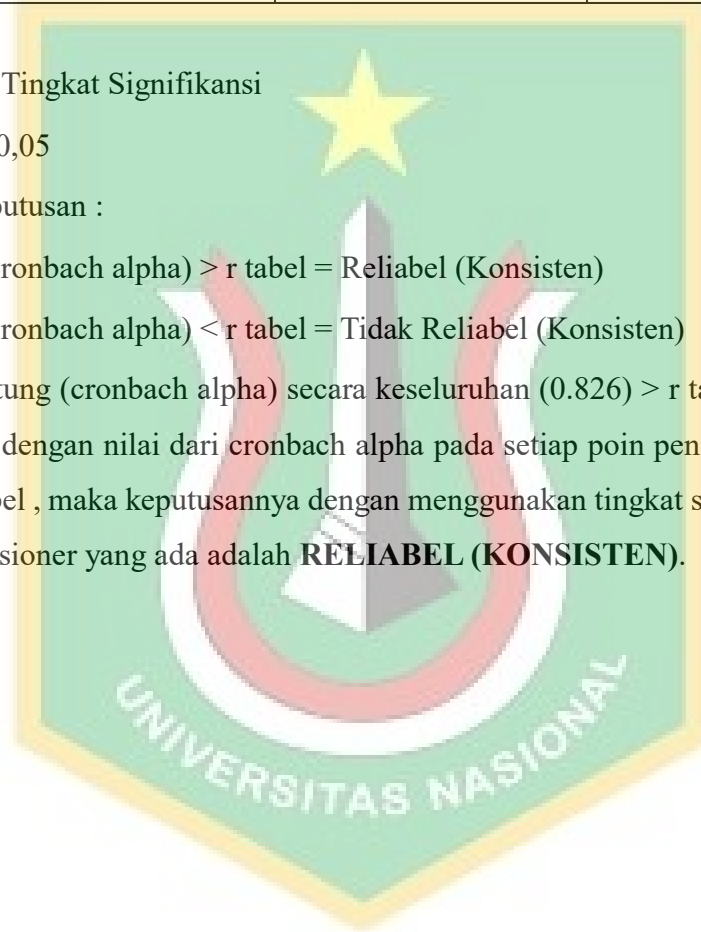 Tingkat Signifikansi
0,05
putusan :
ronbach alpha) > r tabel = Reliabel (Konsisten)
ronbach alpha) < r tabel = Tidak Reliabel (Konsisten)
tung (cronbach alpha) secara keseluruhan (0.826) > r ta
dengan nilai dari cronbach alpha pada setiap poin pen
bel , maka keputusannya dengan menggunakan tingkat s
sioner yang ada adalah RELIABEL (KONSISTEN).
UNIVERSITAS NASIONAL